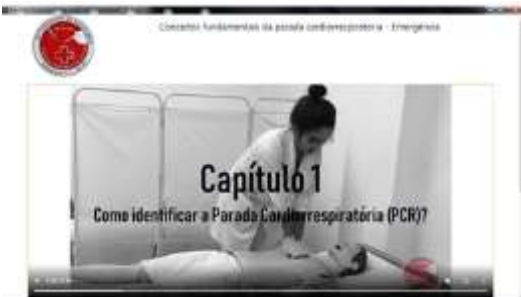 Conceitos fundamentais da parada cardiorrespiratória - Emergência
Capítulo 1
Como identificar a Parada Cardiorrespiratória (PCR)?